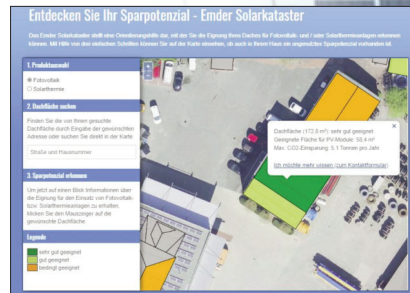 Entdecken Sie Ihr Sparpotenzial - Emder Solarkataster
Das Emder Solarkataster stellt eine Orientierungshilfe dar, mit der Sie die Eignung Ihres Daches für Fotovoltaik- und / oder Solarthermieanlagen erkennen
können. Mit Hilfe von drei einfachen Schritten können Sie auf der Karte einsehen, ob auch in Ihrem Haus ein ungenutztes Sparpotenzial vorhanden ist.
1. Produktauswahl
Fotovoltaik
Solarthermie
2. Dachfläche suchen
Finden Sie die von Ihnen gesuchte
Dachfläche durch Eingabe der gewünschten
Adresse oder suchen Sie direkt in der Karte.
Straße und Hausnummer
3. Sparpotenzial erkennen
Um jetzt auf einen Blick Informationen über
die Eignung für den Einsatz von Fotovoltaik-
bzw. Solarthermieanlagen zu erhalten,
klicken Sie den Mauszeiger auf die
gewünschte Dachfläche.
Legende
sehr gut geeignet
gut geeignet
bedingt geeignet
Dachfläche (172,8 m²): sehr gut geeignet
Geeignete Fläche für PV-Module: 58,4 m²
Max. CO2-Einsparung: 5,1 Tonnen pro Jahr
Ich möchte mehr wissen (zum Kontaktformular)